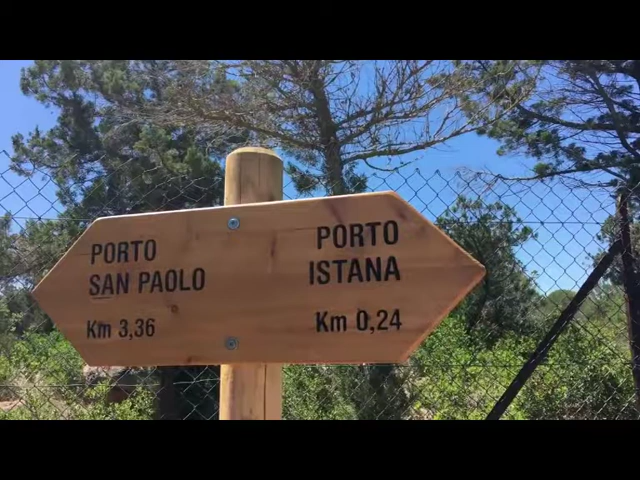 PORTO
SAN PAOLO
Km 3,36
PORTO
ISTANA
Km 0,24